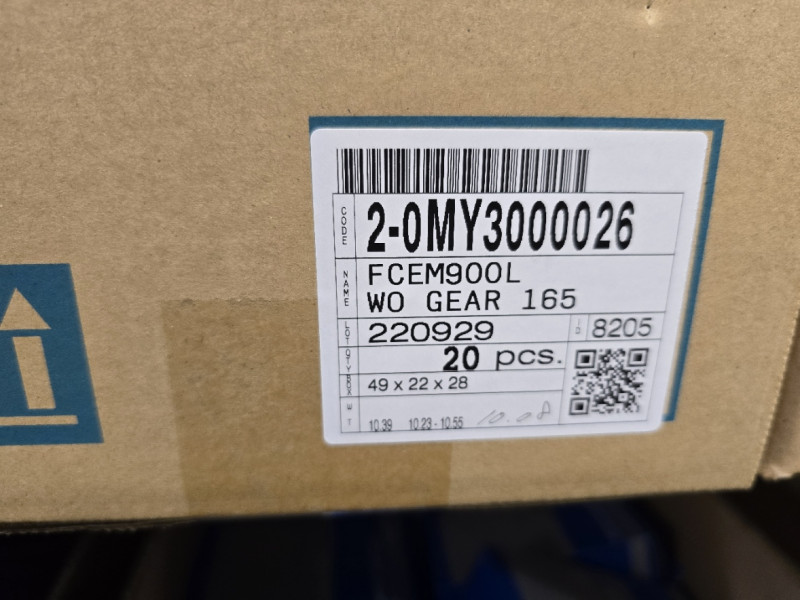 CODE
2-0MY3000026
NAME
FCEM900L
WO GEAR 165
LOT
220929
ID
8205
QTY
20 pcs.
BOX
49 x 22 x 28
WT
10.39 10.23 - 10.55 10.08